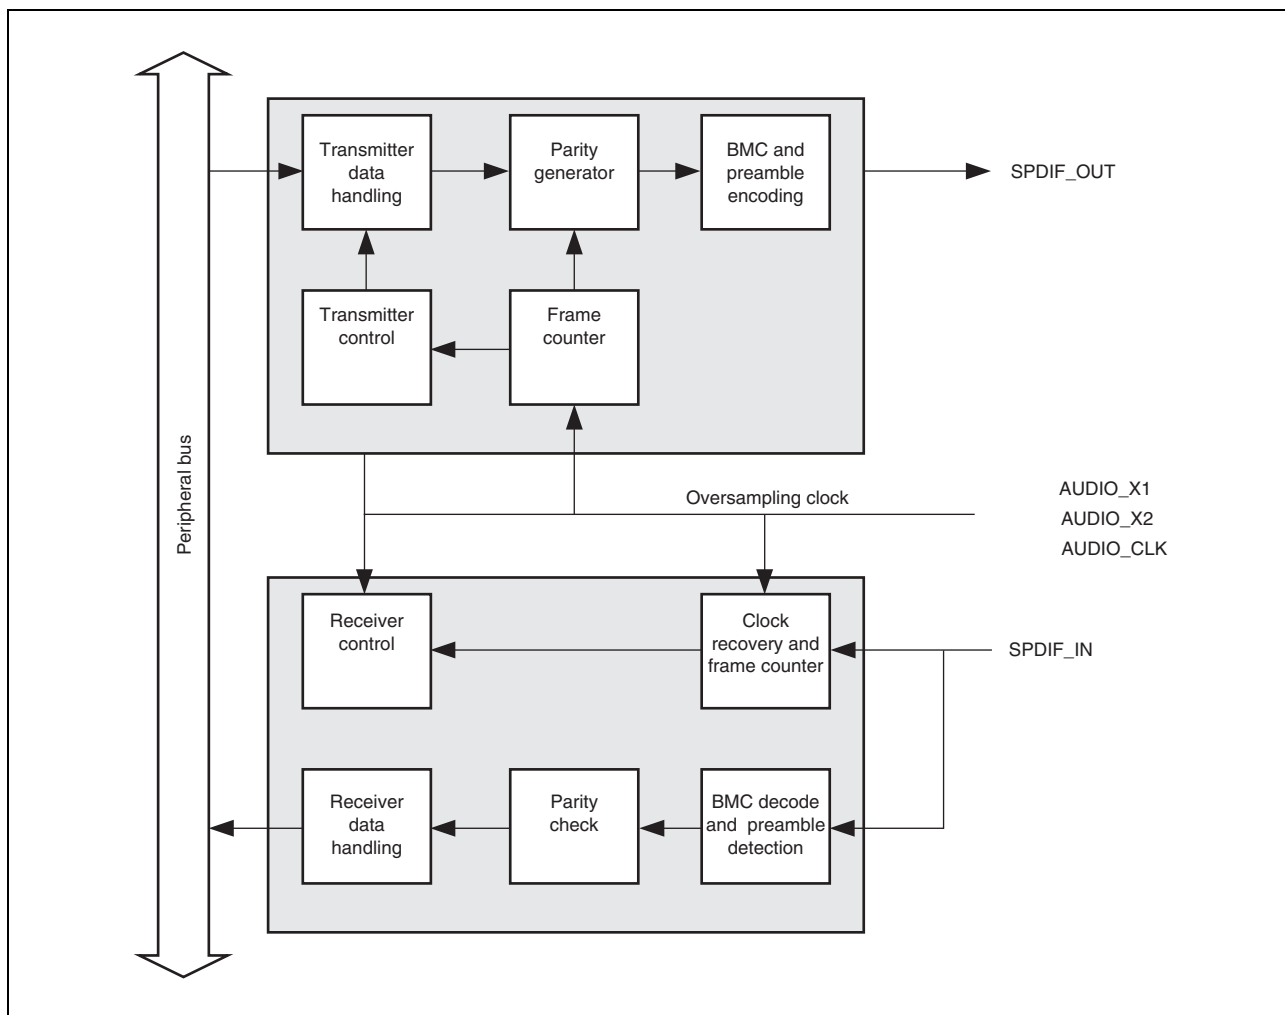 Transmitter
data
handling
Parity
generator
BMC and
preamble
encoding
SPDIF_OUT
Transmitter
control
Frame
counter
Peripheral bus
Oversampling clock
AUDIO_X1
AUDIO_X2
AUDIO_CLK
Receiver
control
Clock
recovery and
frame counter
SPDIF_IN
Receiver
data
handling
Parity
check
BMC decode
and preamble
detection